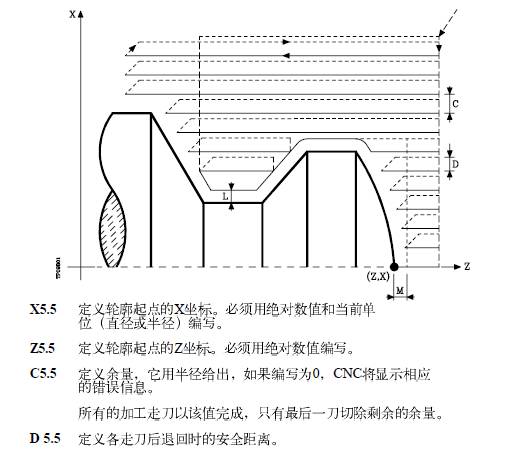 X
C
D
L
(Z,X)
Z
M
X5.5 定义轮廓起点的X坐标。必须用绝对数值和当前单
位（直径或半径）编写。
Z5.5 定义轮廓起点的Z坐标。必须用绝对数值编写。
C5.5 定义余量，它用半径给出，如果编写为0，CNC将显示相应
的错误信息。
所有的加工走刀以该值完成，只有最后一刀切除剩余的余量。
D 5.5 定义各走刀后退回时的安全距离。